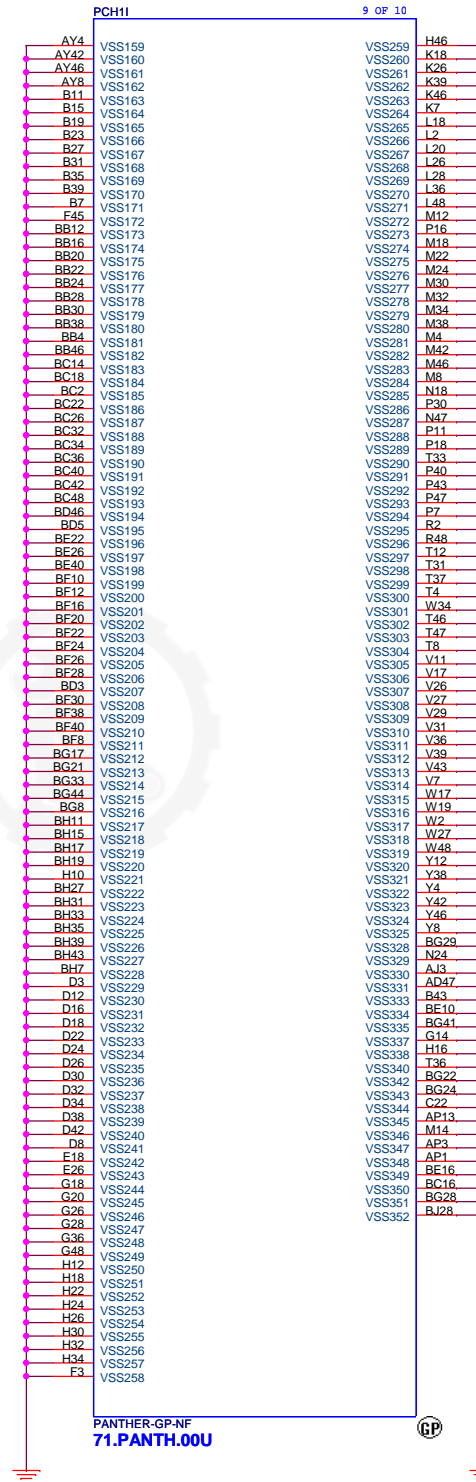 PCH1I 9 OF 10
AY4 VSS159
AY42 VSS160
AY46 VSS161
AY8 VSS162
B11 VSS163
B15 VSS164
B19 VSS165
B23 VSS166
B27 VSS167
B31 VSS168
B35 VSS169
B39 VSS170
B7 VSS171
F45 VSS172
BB12 VSS173
BB16 VSS174
BB20 VSS175
BB22 VSS176
BB24 VSS177
BB28 VSS178
BB30 VSS179
BB38 VSS180
BB4 VSS181
BB46 VSS182
BC14 VSS183
BC18 VSS184
BC2 VSS185
BC22 VSS186
BC26 VSS187
BC32 VSS188
BC34 VSS189
BC36 VSS190
BC40 VSS191
BC42 VSS192
BC48 VSS193
BD46 VSS194
BD5 VSS195
BE22 VSS196
BE26 VSS197
BE40 VSS198
BF10 VSS199
BF12 VSS200
BF16 VSS201
BF20 VSS202
BF22 VSS203
BF24 VSS204
BF26 VSS205
BF28 VSS206
BD3 VSS207
BF30 VSS208
BF38 VSS209
BF40 VSS210
BF8 VSS211
BG17 VSS212
BG21 VSS213
BG33 VSS214
BG44 VSS215
BG8 VSS216
BH11 VSS217
BH15 VSS218
BH17 VSS219
BH19 VSS220
H10 VSS221
BH27 VSS222
BH31 VSS223
BH33 VSS224
BH35 VSS225
BH39 VSS226
BH43 VSS227
BH7 VSS228
D3 VSS229
D12 VSS230
D16 VSS231
D18 VSS232
D22 VSS233
D24 VSS234
D26 VSS235
D30 VSS236
D32 VSS237
D34 VSS238
D38 VSS239
D42 VSS240
D8 VSS241
E18 VSS242
E26 VSS243
G18 VSS244
G20 VSS245
G26 VSS246
G28 VSS247
G36 VSS248
G48 VSS249
H12 VSS250
H18 VSS251
H22 VSS252
H24 VSS253
H26 VSS254
H30 VSS255
H32 VSS256
H34 VSS257
F3 VSS258
VSS259 H46
VSS260 K18
VSS261 K26
VSS262 K39
VSS263 K46
VSS264 K7
VSS265 L18
VSS266 L2
VSS267 L20
VSS268 L26
VSS269 L28
VSS270 L36
VSS271 L48
VSS272 M12
VSS273 P16
VSS274 M18
VSS275 M22
VSS276 M24
VSS277 M30
VSS278 M32
VSS279 M34
VSS280 M38
VSS281 M4
VSS282 M42
VSS283 M46
VSS284 M8
VSS285 N18
VSS286 P30
VSS287 N47
VSS288 P11
VSS289 P18
VSS290 T33
VSS291 P40
VSS292 P43
VSS293 P47
VSS294 P7
VSS295 R2
VSS296 R48
VSS297 T12
VSS298 T31
VSS299 T37
VSS300 T4
VSS301 W34
VSS302 T46
VSS303 T47
VSS304 T8
VSS305 V11
VSS306 V17
VSS307 V26
VSS308 V27
VSS309 V29
VSS310 V31
VSS311 V36
VSS312 V39
VSS313 V43
VSS314 V7
VSS315 W17
VSS316 W19
VSS317 W2
VSS318 W27
VSS319 W48
VSS320 Y12
VSS321 Y38
VSS322 Y4
VSS323 Y42
VSS324 Y46
VSS325 Y8
VSS328 BG29
VSS329 N24
VSS330 AJ3
VSS331 AD47
VSS333 B43
VSS334 BE10
VSS335 BG41
VSS337 G14
VSS338 H16
VSS340 T36
VSS342 BG22
VSS343 BG24
VSS344 C22
VSS345 AP13
VSS346 M14
VSS347 AP3
VSS348 AP1
VSS349 BE16
VSS350 BC16
VSS351 BG28
VSS352 BJ28
PANTHER-GP-NF
71.PANTH.00U
GP